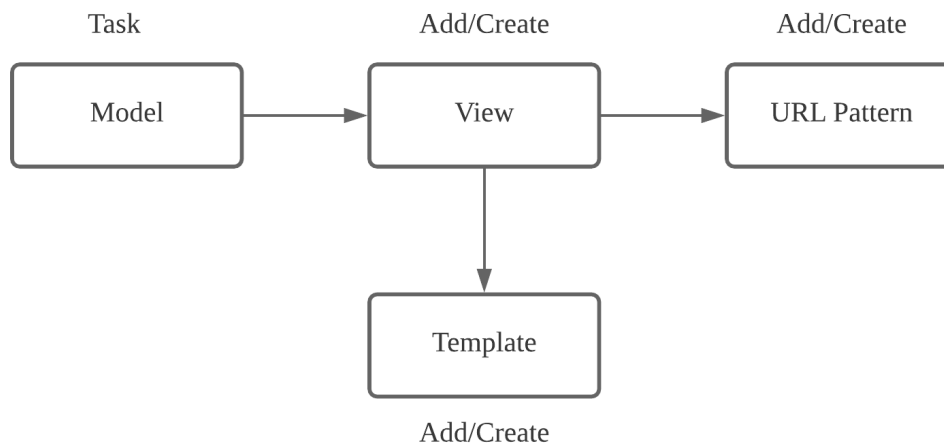 Task
Add/Create
Add/Create
Model
View
URL Pattern
Template
Add/Create